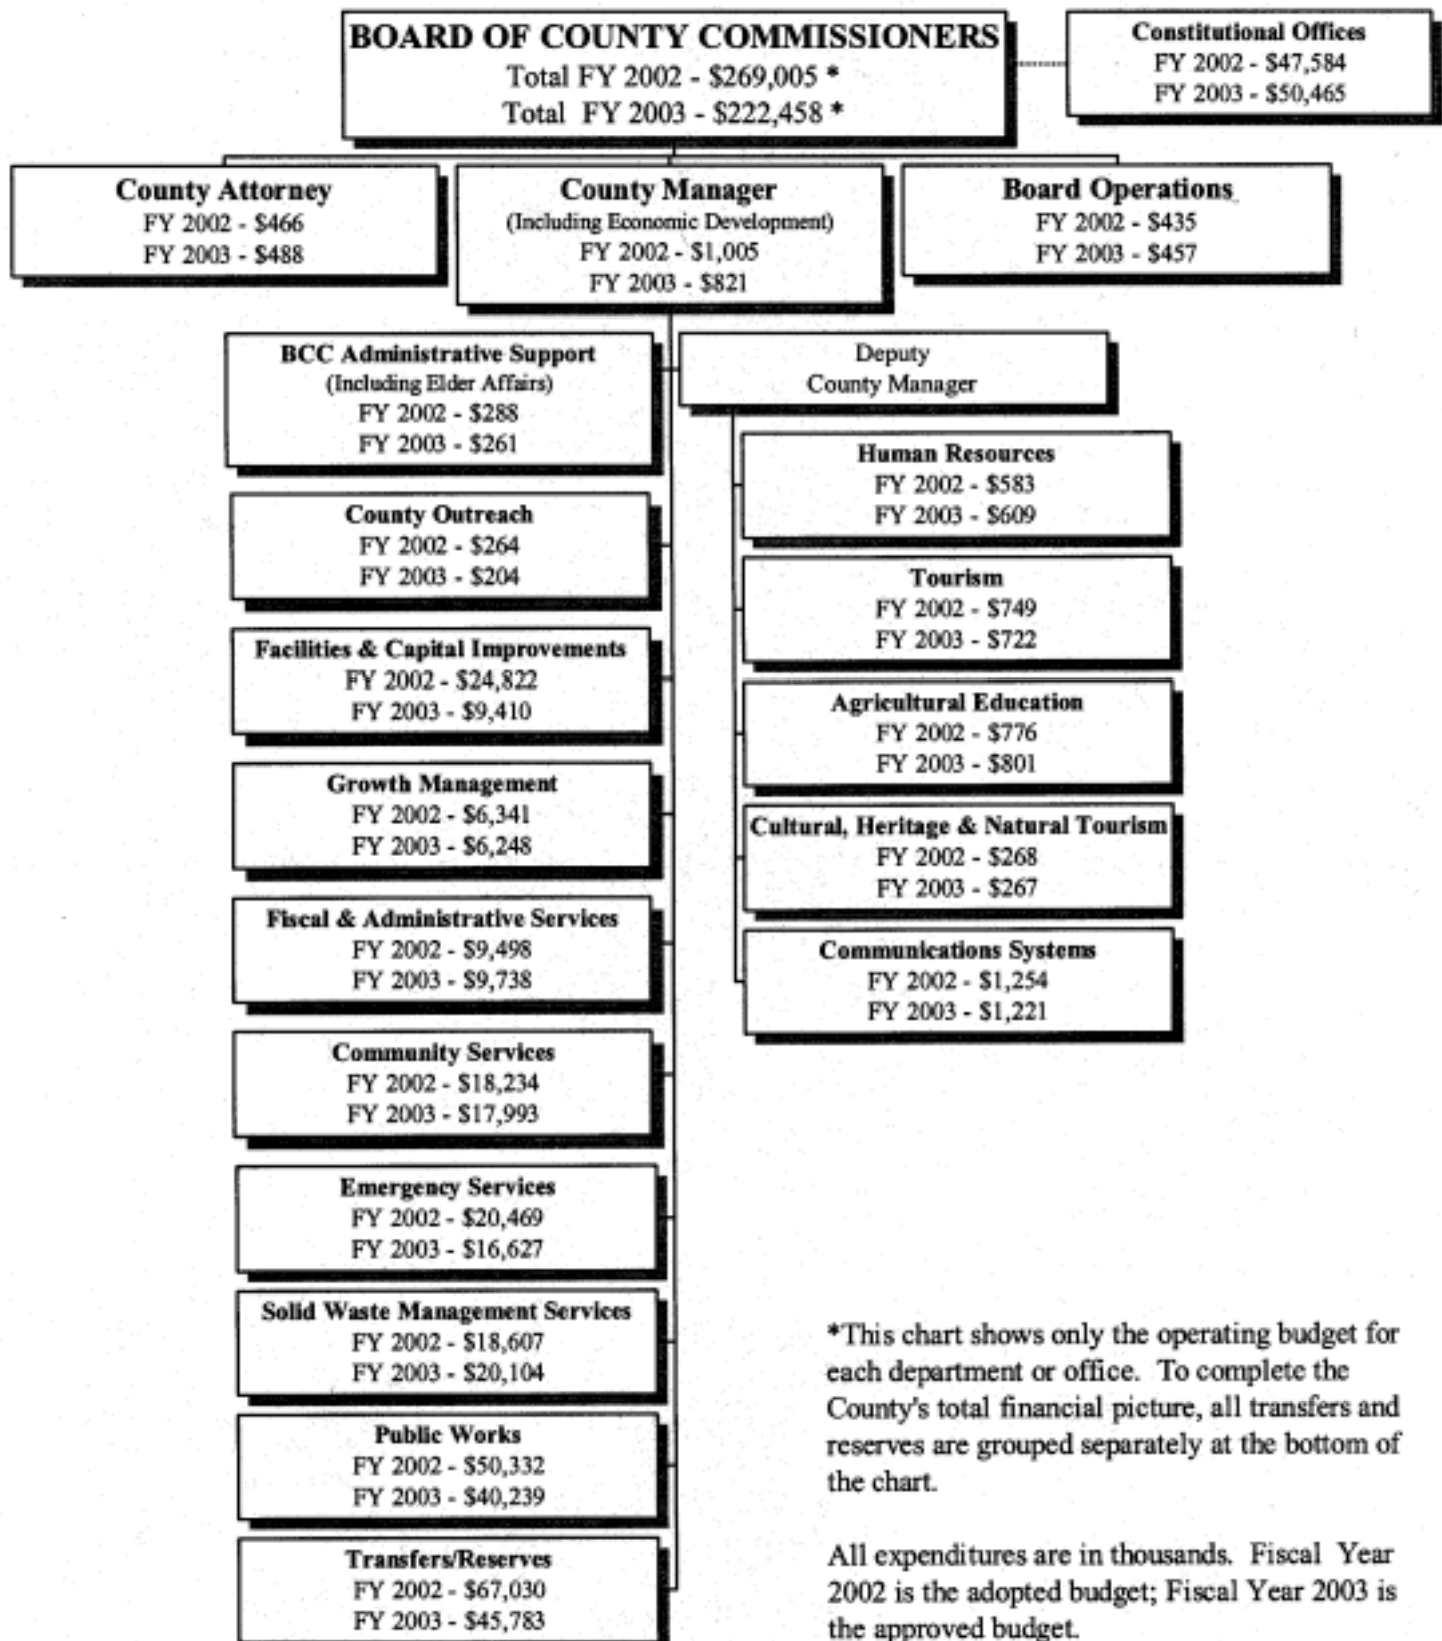 BOARD OF COUNTY COMMISSIONERS
Total FY 2002 - $269,005 *
Total FY 2003 - $222,458 *
Constitutional Offices
FY 2002 - $47,584
FY 2003 - $50,465
County Attorney
FY 2002 - $466
FY 2003 - $488
County Manager
(Including Economic Development)
FY 2002 - $1,005
FY 2003 - $821
Board Operations
FY 2002 - $435
FY 2003 - $457
BCC Administrative Support
(Including Elder Affairs)
FY 2002 - $288
FY 2003 - $261
County Outreach
FY 2002 - $264
FY 2003 - $204
Facilities & Capital Improvements
FY 2002 - $24,822
FY 2003 - $9,410
Growth Management
FY 2002 - $6,341
FY 2003 - $6,248
Fiscal & Administrative Services
FY 2002 - $9,498
FY 2003 - $9,738
Community Services
FY 2002 - $18,234
FY 2003 - $17,993
Emergency Services
FY 2002 - $20,469
FY 2003 - $16,627
Solid Waste Management Services
FY 2002 - $18,607
FY 2003 - $20,104
Public Works
FY 2002 - $50,332
FY 2003 - $40,239
Transfers/Reserves
FY 2002 - $67,030
FY 2003 - $45,783
Deputy
County Manager
Human Resources
FY 2002 - $583
FY 2003 - $609
Tourism
FY 2002 - $749
FY 2003 - $722
Agricultural Education
FY 2002 - $776
FY 2003 - $801
Cultural, Heritage & Natural Tourism
FY 2002 - $268
FY 2003 - $267
Communications Systems
FY 2002 - $1,254
FY 2003 - $1,221
*This chart shows only the operating budget for
each department or office. To complete the
County's total financial picture, all transfers and
reserves are grouped separately at the bottom of
the chart.
All expenditures are in thousands. Fiscal Year
2002 is the adopted budget; Fiscal Year 2003 is
the approved budget.